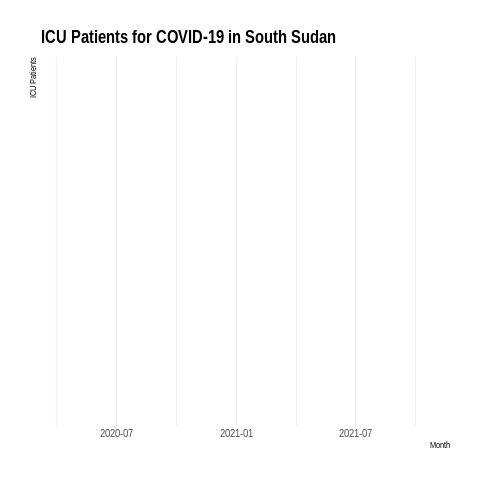 ICU Patients for COVID-19 in South Sudan
ICU Patients
2020-07
2021-01
2021-07
Month